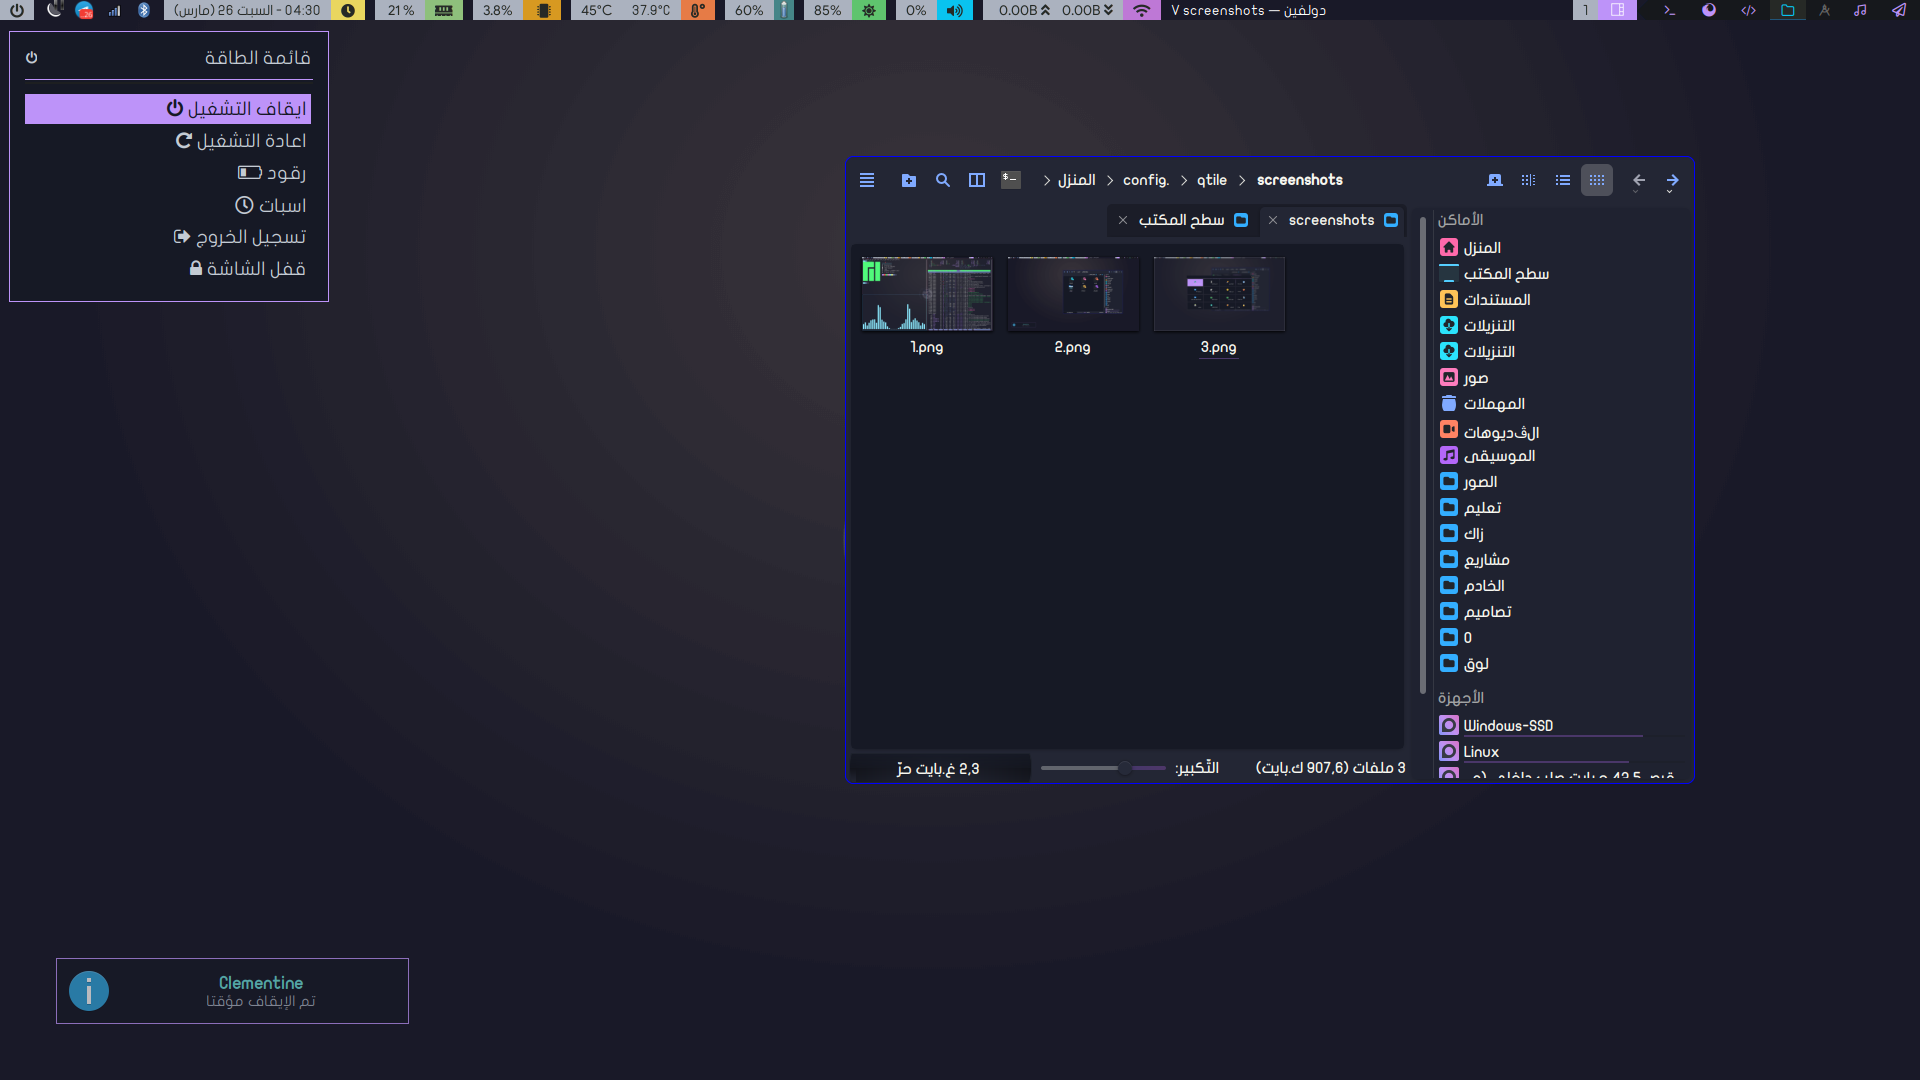 04:30 - السبت 26 (مارس)
21 %
3.8%
45°C
37.9°C
60%
85%
0%
0.00B
0.00B
V screenshots — دولفين
1
قائمة الطاقة
ايقاف التشغيل
اعادة التشغيل
رقود
اسبات
تسجيل الخروج
قفل الشاشة
المنزل
config.
qtile
screenshots
سطح المكتب
screenshots
1.png
2.png
3.png
الأماكن
المنزل
سطح المكتب
المستندات
التنزيلات
التنزيلات
صور
المهملات
الڤديوهات
الموسيقى
الصور
تعليم
زاك
مشاريع
الخادم
تصاميم
0
لوق
الأجهزة
Windows-SSD
Linux
3 ملفات (907,6 ك.بايت)
التّكبير:
2,3 غ.بايت حرّ
Clementine
تم الإيقاف مؤقتا